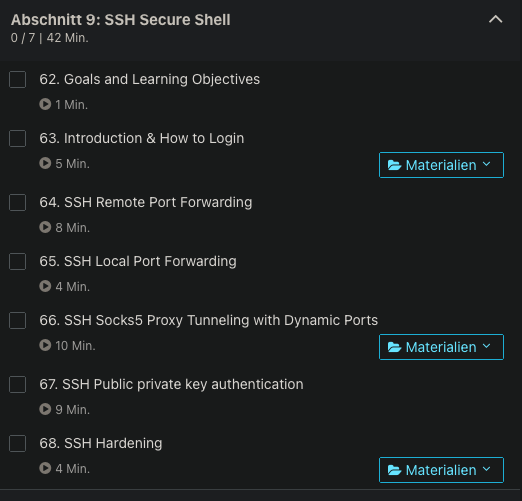 Abschnitt 9: SSH Secure Shell
0 / 7 | 42 Min.
62. Goals and Learning Objectives
1 Min.
63. Introduction & How to Login
5 Min.
Materialien
64. SSH Remote Port Forwarding
8 Min.
65. SSH Local Port Forwarding
4 Min.
66. SSH Socks5 Proxy Tunneling with Dynamic Ports
10 Min.
Materialien
67. SSH Public private key authentication
9 Min.
68. SSH Hardening
4 Min.
Materialien